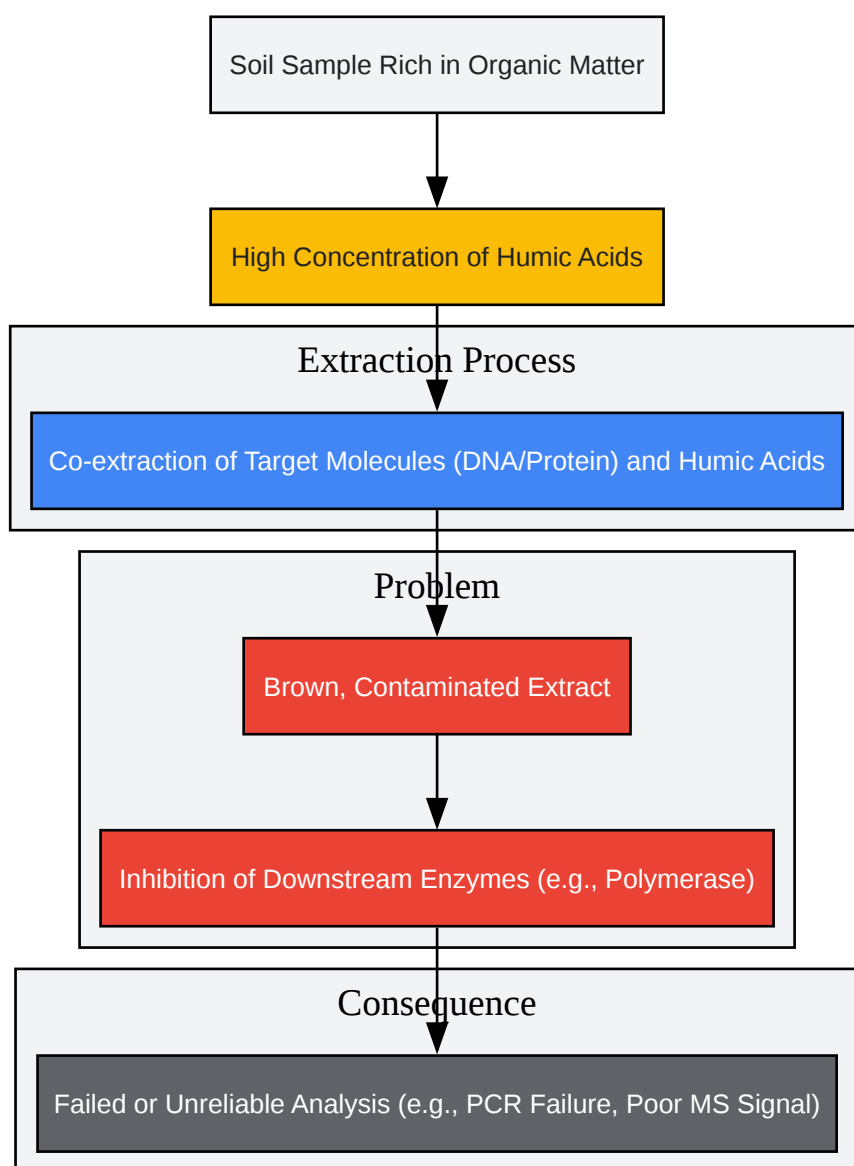 Soil Sample Rich in Organic Matter
High Concentration of Humic Acids
Extraction Process
Co-extraction of Target Molecules (DNA/Protein) and Humic Acids
Problem
Brown, Contaminated Extract
Inhibition of Downstream Enzymes (e.g., Polymerase)
Consequence
Failed or Unreliable Analysis (e.g., PCR Failure, Poor MS Signal)